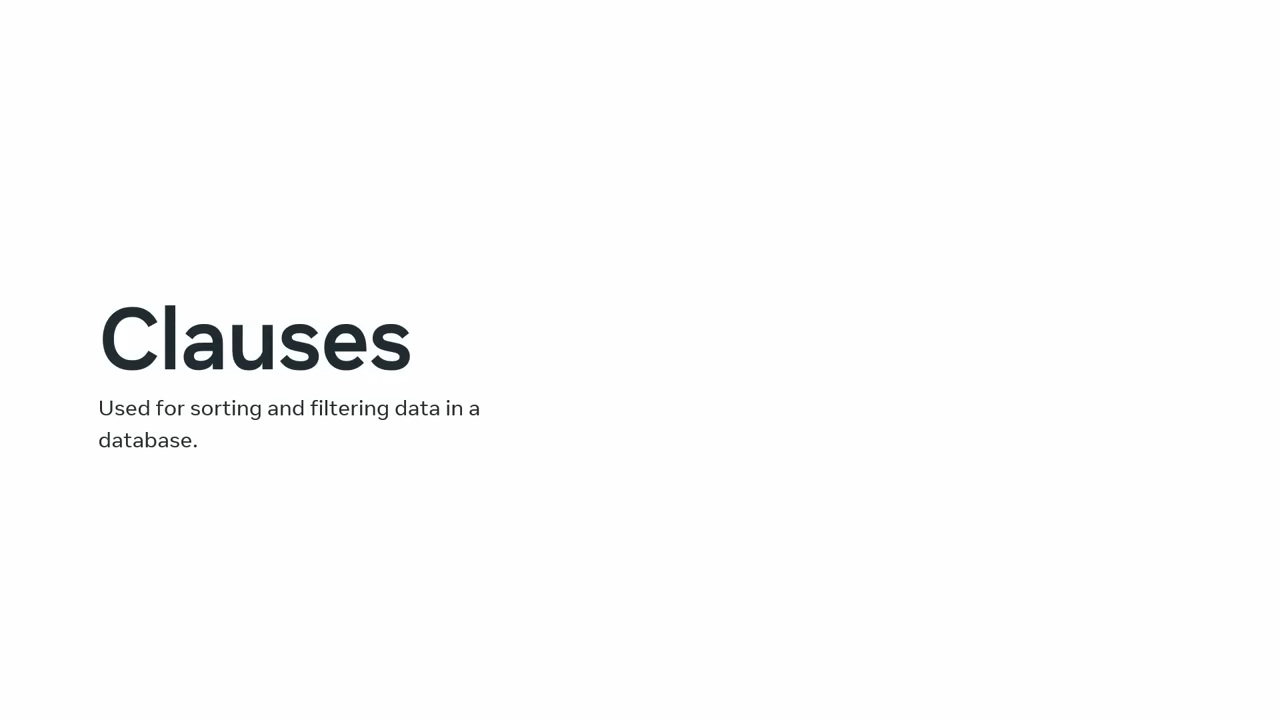 Clauses
Used for sorting and filtering data in a
database.